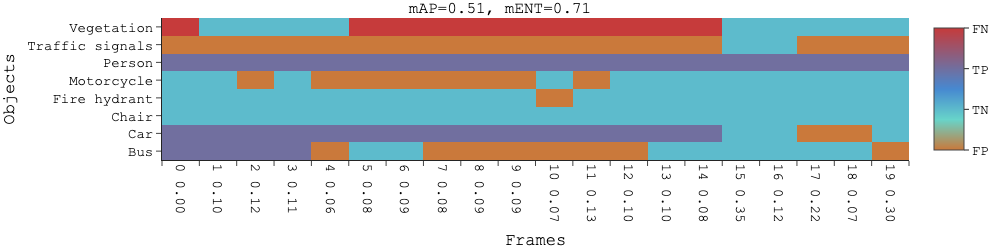 mAP=0.51, mENT=0.71
Objects
Vegetation
Traffic signals
Person
Motorcycle
Fire hydrant
Chair
Car
Bus
0 0.00
1 0.10
2 0.12
3 0.11
4 0.06
5 0.08
6 0.09
7 0.08
8 0.09
9 0.09
10 0.07
11 0.13
12 0.10
13 0.10
14 0.08
15 0.35
16 0.12
17 0.22
18 0.07
19 0.30
Frames
FN
TP
TN
FP